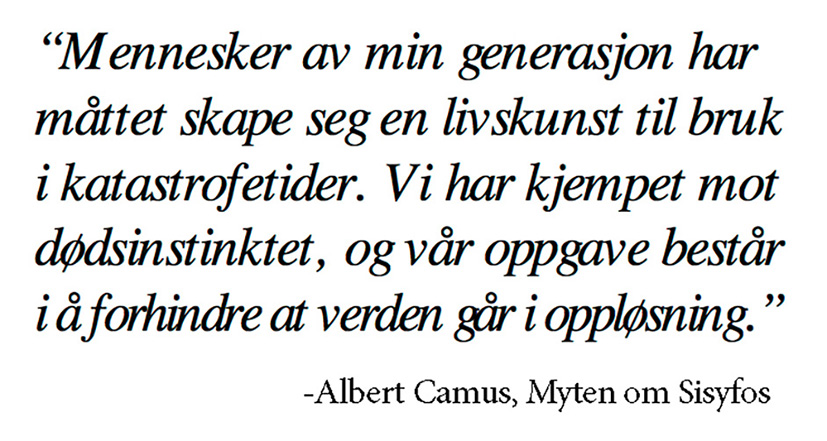 “Mennesker av min generasjon har
måttet skape seg en livskunst til bruk
i katastrofetider. Vi har kjempet mot
dødsinstinktet, og vår oppgave består
i å forhindre at verden går i oppløsning.”
-Albert Camus, Myten om Sisyfos